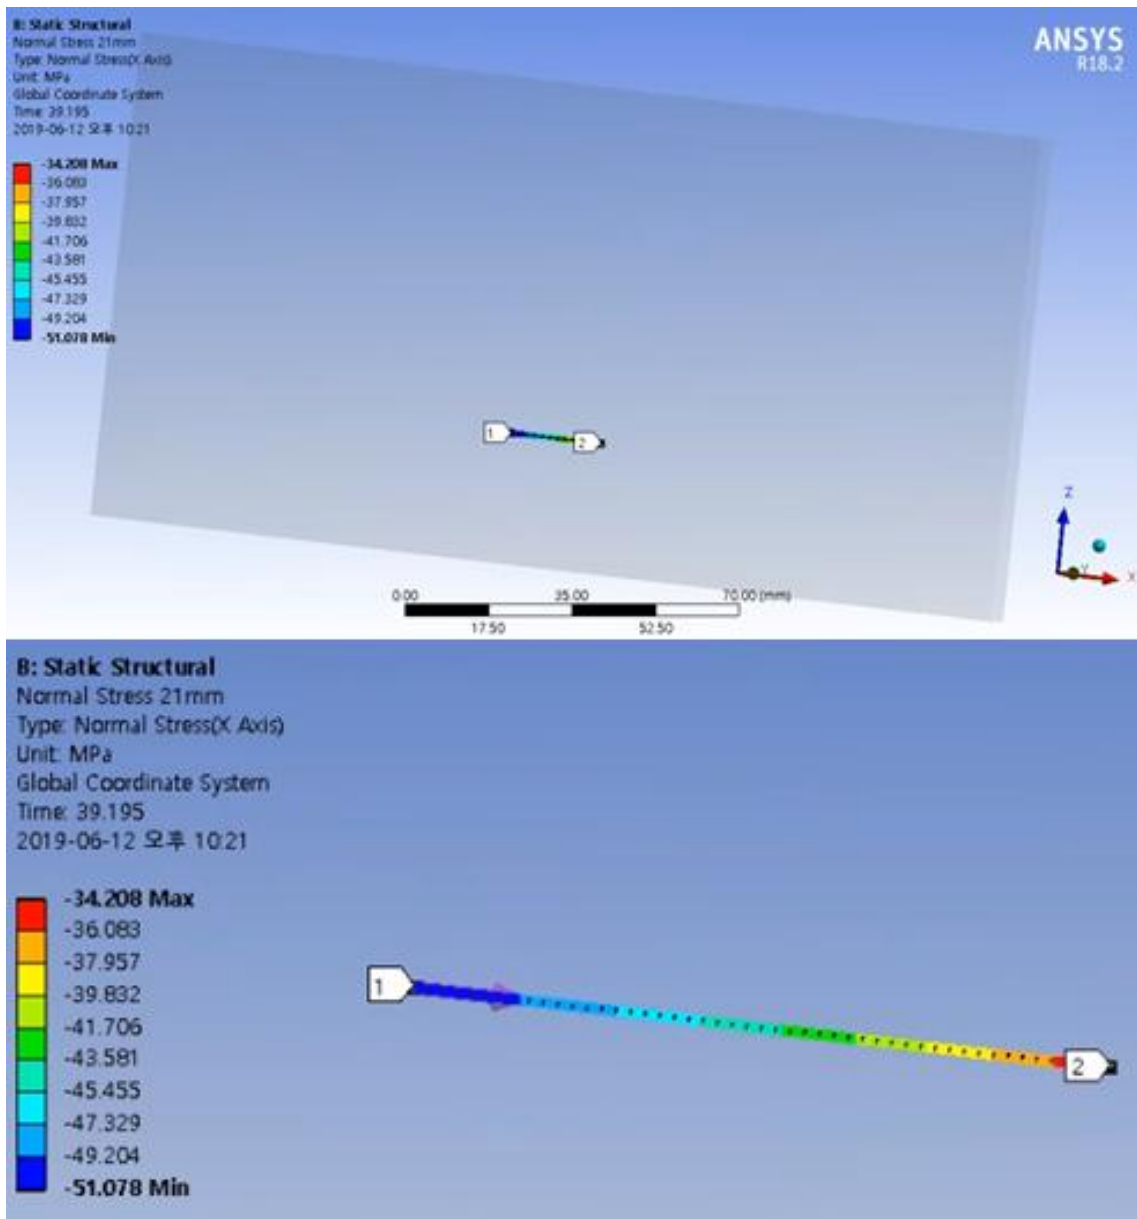 B: Static Structural
Normal Stress 21mm
Type: Normal Stress(X Axis)
Unit: MPa
Global Coordinate System
Time: 39.195
2019-06-12 오후 10:21
ANSYS
R18.2
-34.208 Max
-36.083
-37.957
-39.832
-41.706
-43.581
-45.455
-47.329
-49.204
-51.078 Min
1
2
Z
Y
X
0.00 35.00 70.00 (mm)
17.50 52.50
B: Static Structural
Normal Stress 21mm
Type: Normal Stress(X Axis)
Unit: MPa
Global Coordinate System
Time: 39.195
2019-06-12 오후 10:21
-34.208 Max
-36.083
-37.957
-39.832
-41.706
-43.581
-45.455
-47.329
-49.204
-51.078 Min
1
2